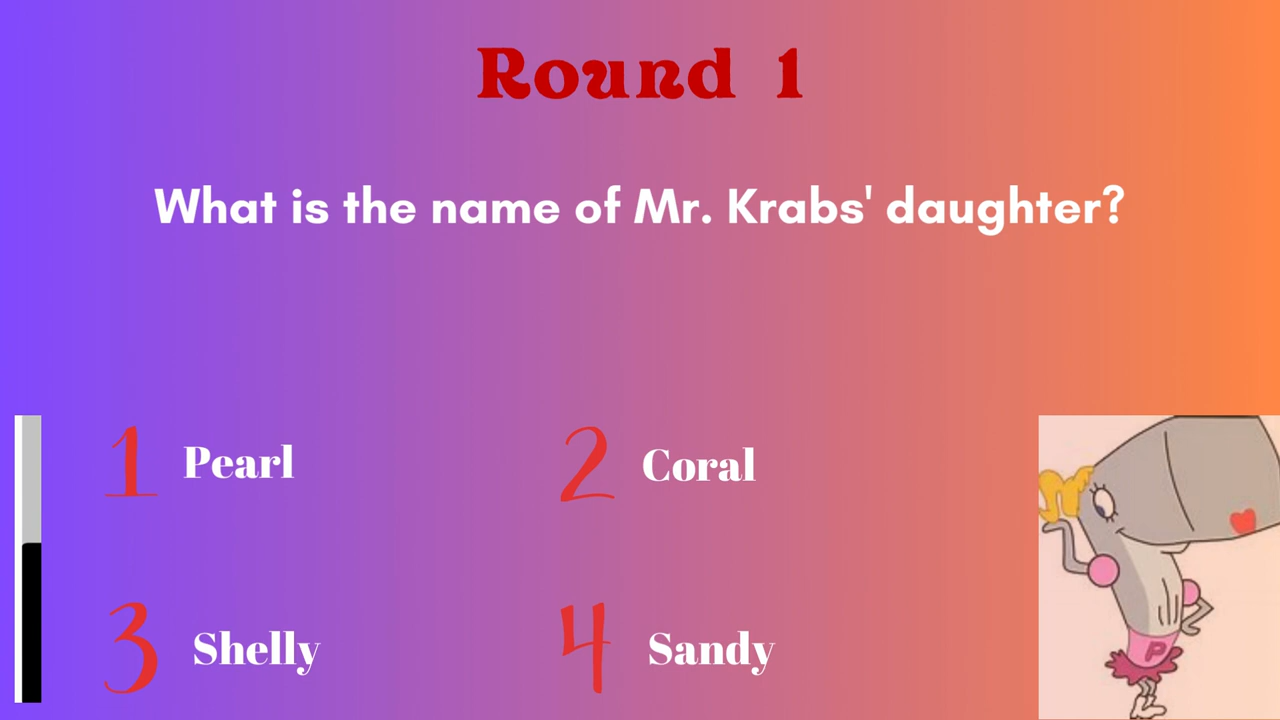 Round 1
What is the name of Mr. Krabs' daughter?
1 Pearl
2 Coral
3 Shelly
4 Sandy
P